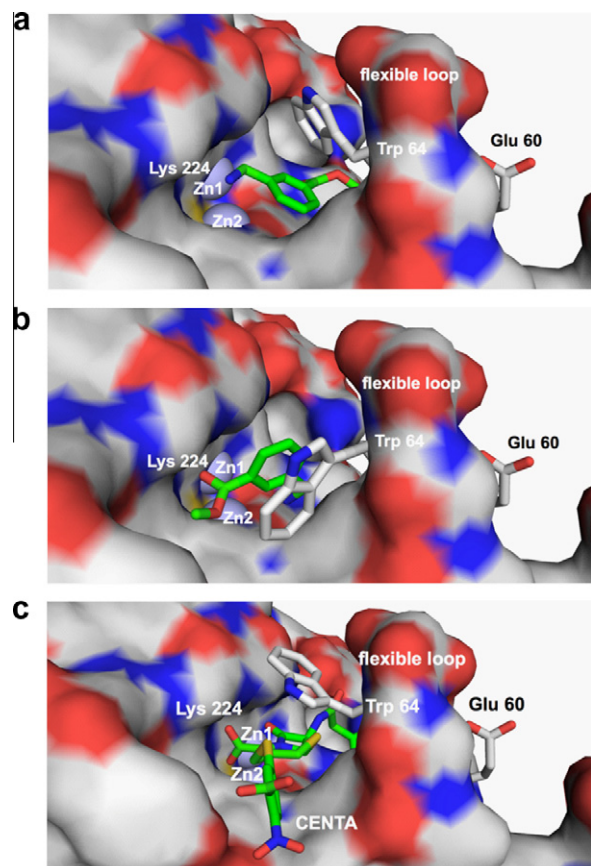 a
flexible loop
Glu 60
Trp 64
Lys 224
Zn1
Zn2
b
flexible loop
Trp 64
Glu 60
Lys 224
Zn1
Zn2
c
flexible loop
Glu 60
Trp 64
Lys 224
Zn1
Zn2
CENTA